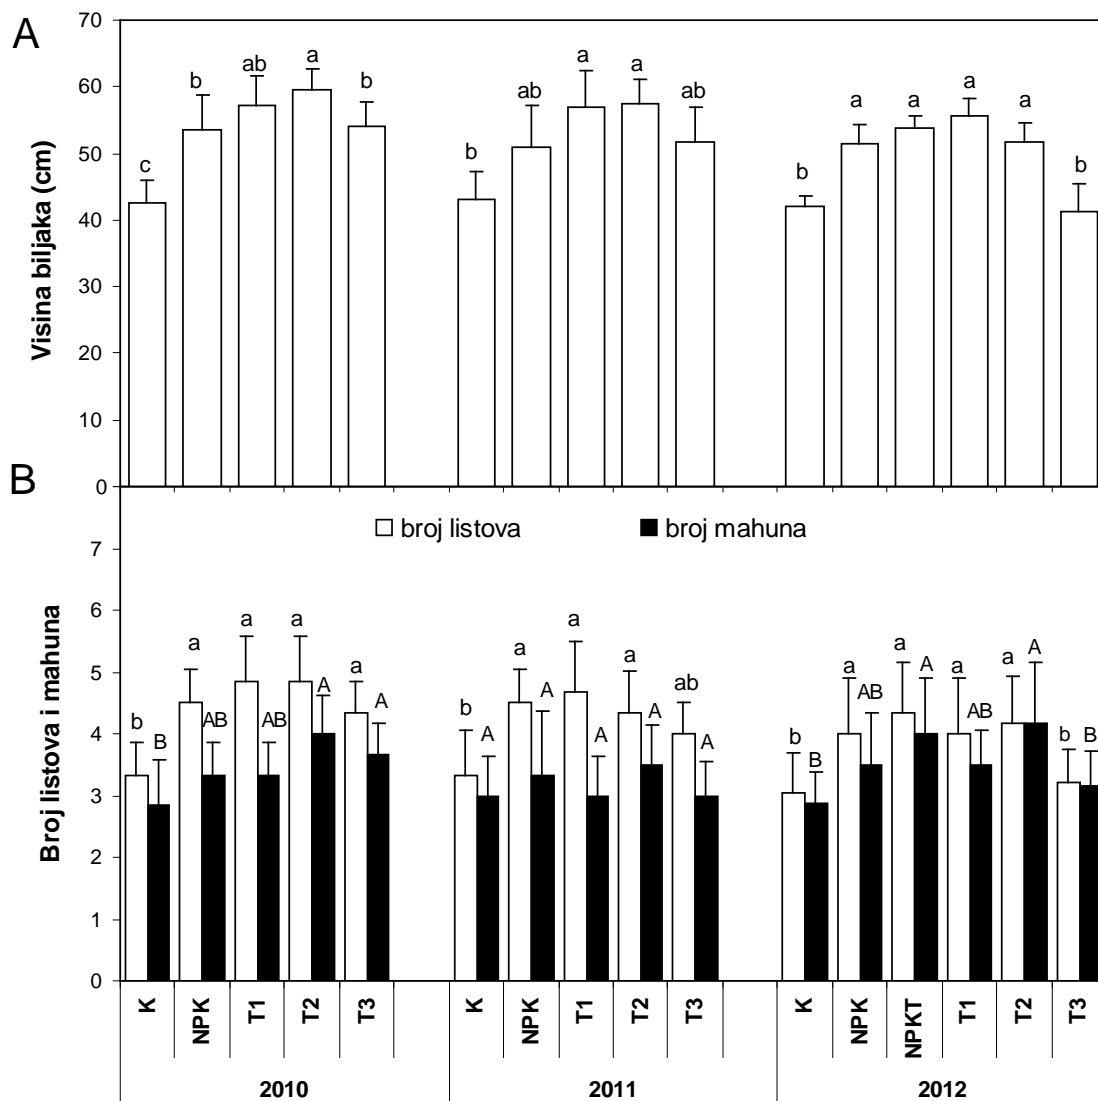 A
Visina biljaka (cm)
70
60
50
40
30
20
10
0
c b ab a b
b ab a a ab
b a a a a b
B
Broj listova i mahuna
broj listova broj mahuna
7
6
5
4
3
2
1
0
b B a AB a AB a A a A
b A a A a A a A ab A
b B a AB a A a AB a A b B
K NPK T1 T2 T3 K NPK T1 T2 T3 K NPK NPKT T1 T2 T3
2010 2011 2012